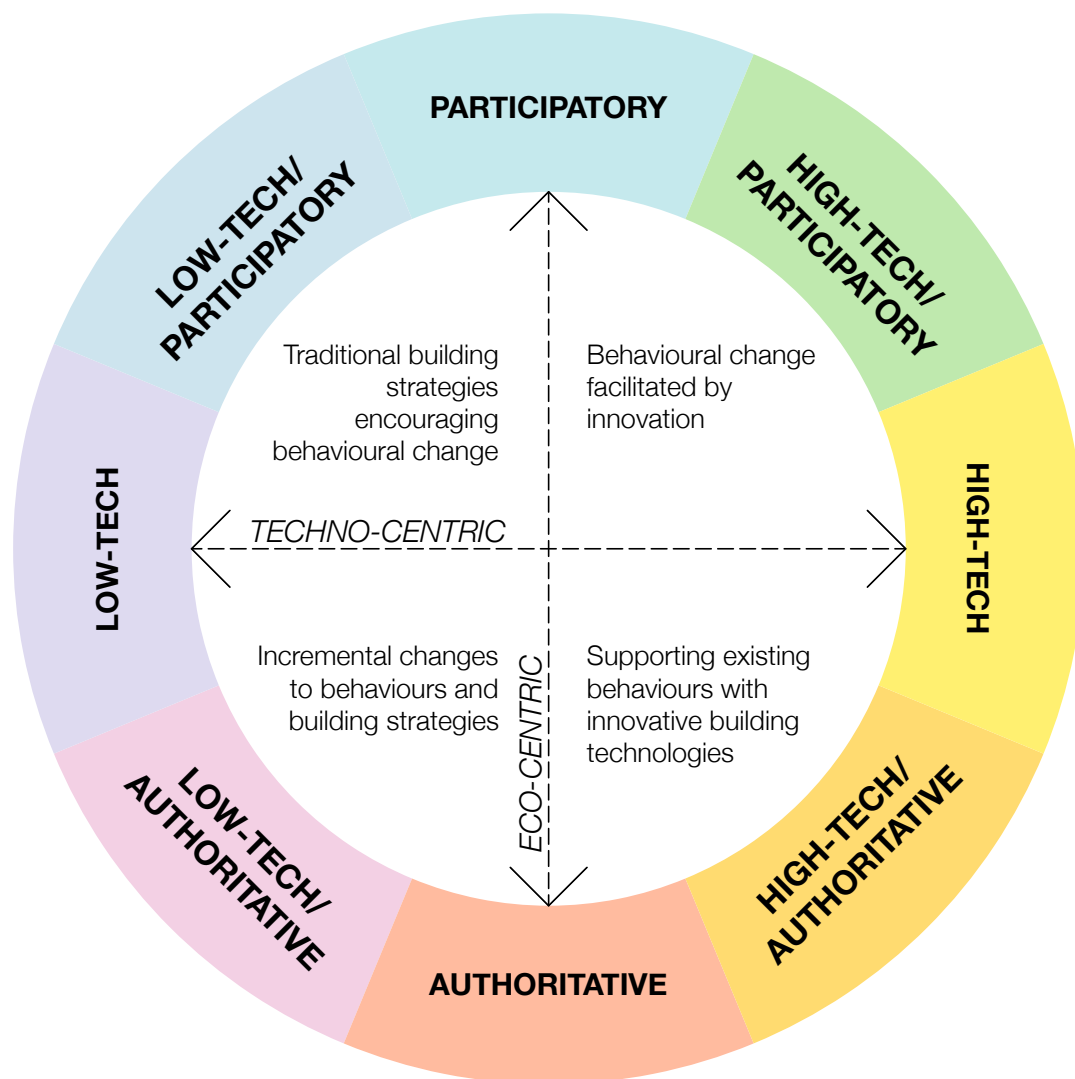 PARTICIPATORY
LOW-TECH/
PARTICIPATORY
HIGH-TECH/
PARTICIPATORY
Traditional building
strategies
encouraging
behavioural change
Behavioural change
facilitated by
innovation
LOW-TECH
TECHNO-CENTRIC
HIGH-TECH
Incremental changes
to behaviours and
building strategies
ECO-CENTRIC
Supporting existing
behaviours with
innovative building
technologies
LOW-TECH/
AUTHORITATIVE
HIGH-TECH/
AUTHORITATIVE
AUTHORITATIVE